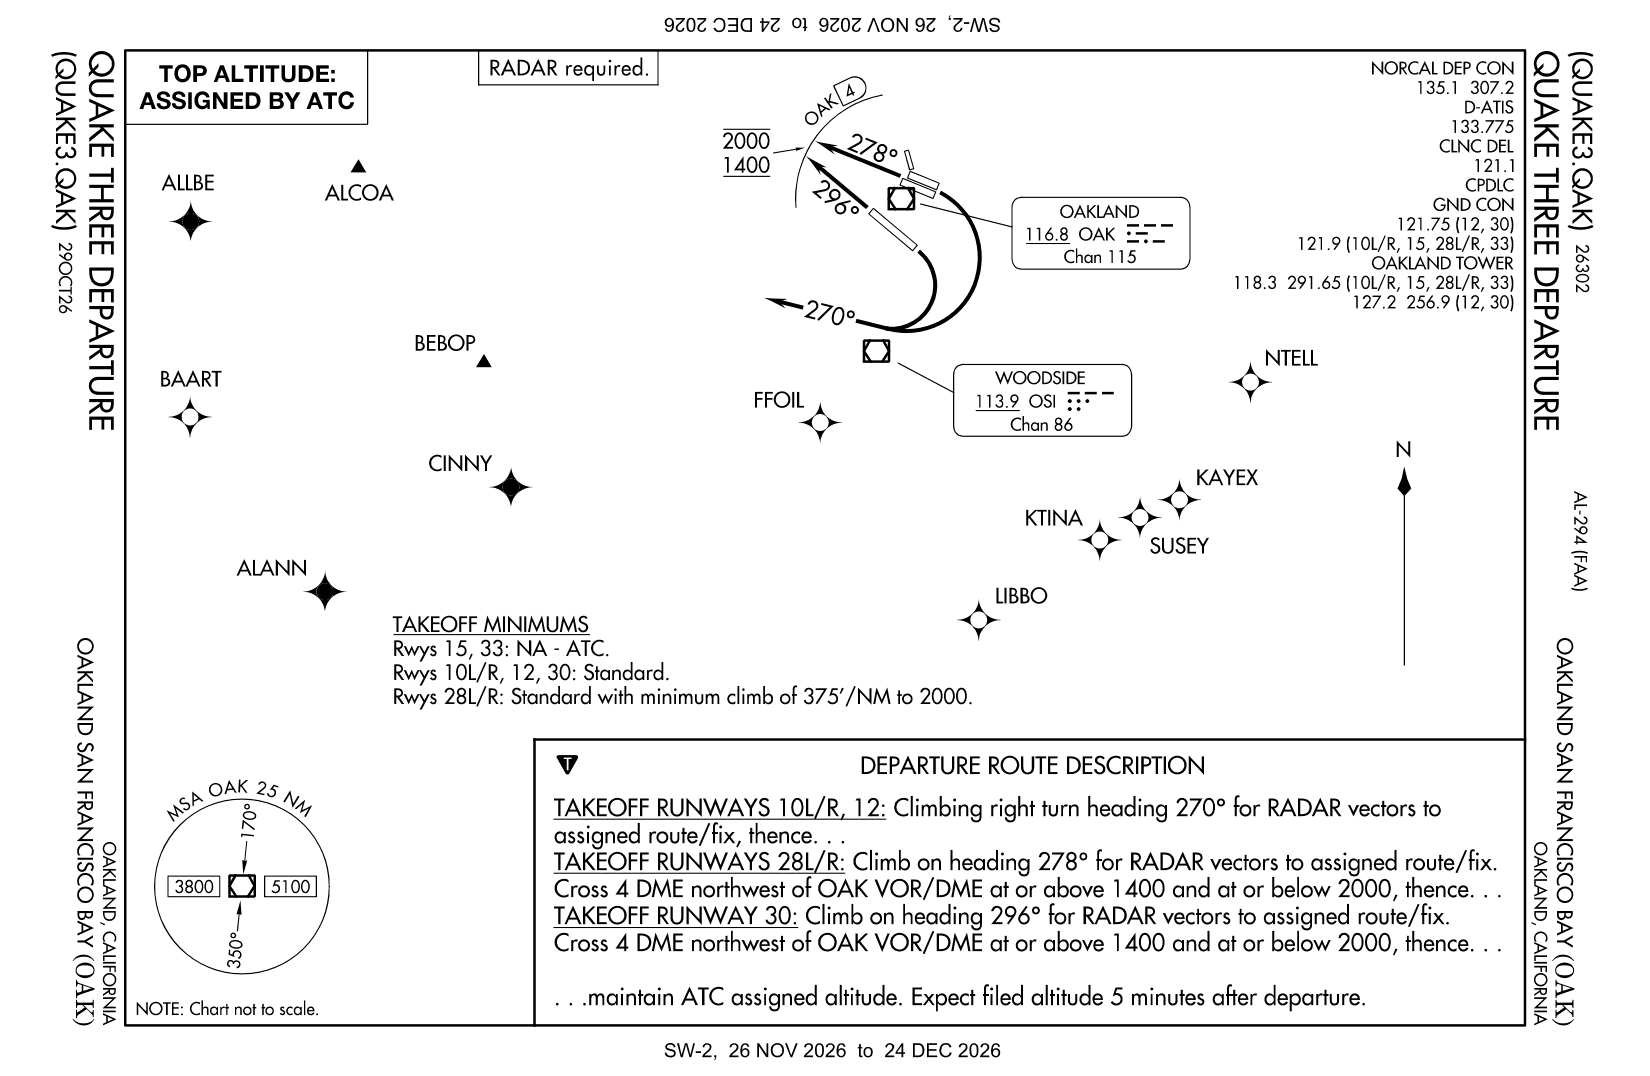 SW-2, 26 NOV 2026 to 24 DEC 2026
(QUAKE3.QAK) 29OCT26
QUAKE THREE DEPARTURE
OAKLAND SAN FRANCISCO BAY (OAK)
OAKLAND, CALIFORNIA
TOP ALTITUDE:
ASSIGNED BY ATC
RADAR required.
NORCAL DEP CON
135.1 307.2
D-ATIS
133.775
CLNC DEL
121.1
CPDLC
GND CON
121.75 (12, 30)
121.9 (10L/R, 15, 28L/R, 33)
OAKLAND TOWER
118.3 291.65 (10L/R, 15, 28L/R, 33)
127.2 256.9 (12, 30)
OAK 4
2000
1400
278°
296°
270°
OAKLAND
116.8 OAK
Chan 115
WOODSIDE
113.9 OSI
Chan 86
ALLBE
ALCOA
BEBOP
BAART
CINNY
ALANN
FFOIL
NTELL
KAYEX
KTINA
SUSEY
LIBBO
N
TAKEOFF MINIMUMS
Rwys 15, 33: NA - ATC.
Rwys 10L/R, 12, 30: Standard.
Rwys 28L/R: Standard with minimum climb of 375'/NM to 2000.
MSA OAK 25 NM
170°
3800
5100
350°
NOTE: Chart not to scale.
T
DEPARTURE ROUTE DESCRIPTION
TAKEOFF RUNWAYS 10L/R, 12: Climbing right turn heading 270° for RADAR vectors to
assigned route/fix, thence. . .
TAKEOFF RUNWAYS 28L/R: Climb on heading 278° for RADAR vectors to assigned route/fix.
Cross 4 DME northwest of OAK VOR/DME at or above 1400 and at or below 2000, thence. . .
TAKEOFF RUNWAY 30: Climb on heading 296° for RADAR vectors to assigned route/fix.
Cross 4 DME northwest of OAK VOR/DME at or above 1400 and at or below 2000, thence. . .
. . .maintain ATC assigned altitude. Expect filed altitude 5 minutes after departure.
QUAKE THREE DEPARTURE
(QUAKE3.QAK) 26302
AL-294 (FAA)
OAKLAND SAN FRANCISCO BAY (OAK)
OAKLAND, CALIFORNIA
SW-2, 26 NOV 2026 to 24 DEC 2026